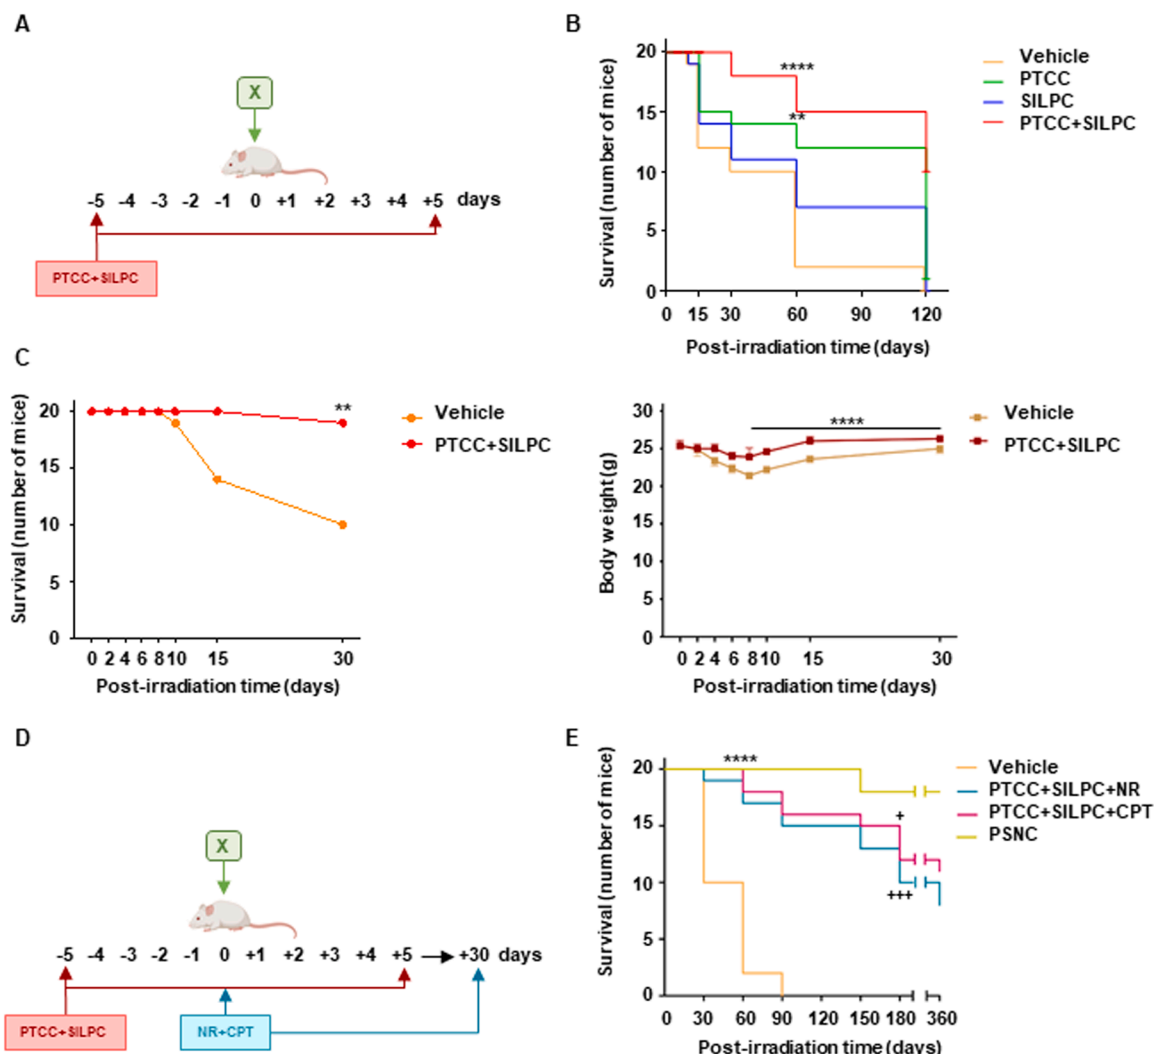 A
X
-5 -4 -3 -2 -1 0 +1 +2 +3 +4 +5 days
PTCC+SILPC
B
Survival (number of mice)
20
15
10
5
0
****
**
0 15 30 60 90 120
Post-irradiation time (days)
Vehicle
PTCC
SILPC
PTCC+SILPC
C
Survival (number of mice)
20
15
10
5
0
**
0 2 4 6 8 10 15 30
Post-irradiation time (days)
Vehicle
PTCC+SILPC
Body weight (g)
30
25
20
15
10
5
0
****
0 2 4 6 8 10 15 30
Post-irradiation time (days)
Vehicle
PTCC+SILPC
D
X
-5 -4 -3 -2 -1 0 +1 +2 +3 +4 +5 +30 days
PTCC+SILPC
NR+CPT
E
Survival (number of mice)
20
15
10
5
0
****
+
+++
0 30 60 90 120 150 180 360
Post-irradiation time (days)
Vehicle
PTCC+SILPC+NR
PTCC+SILPC+CPT
PSNC